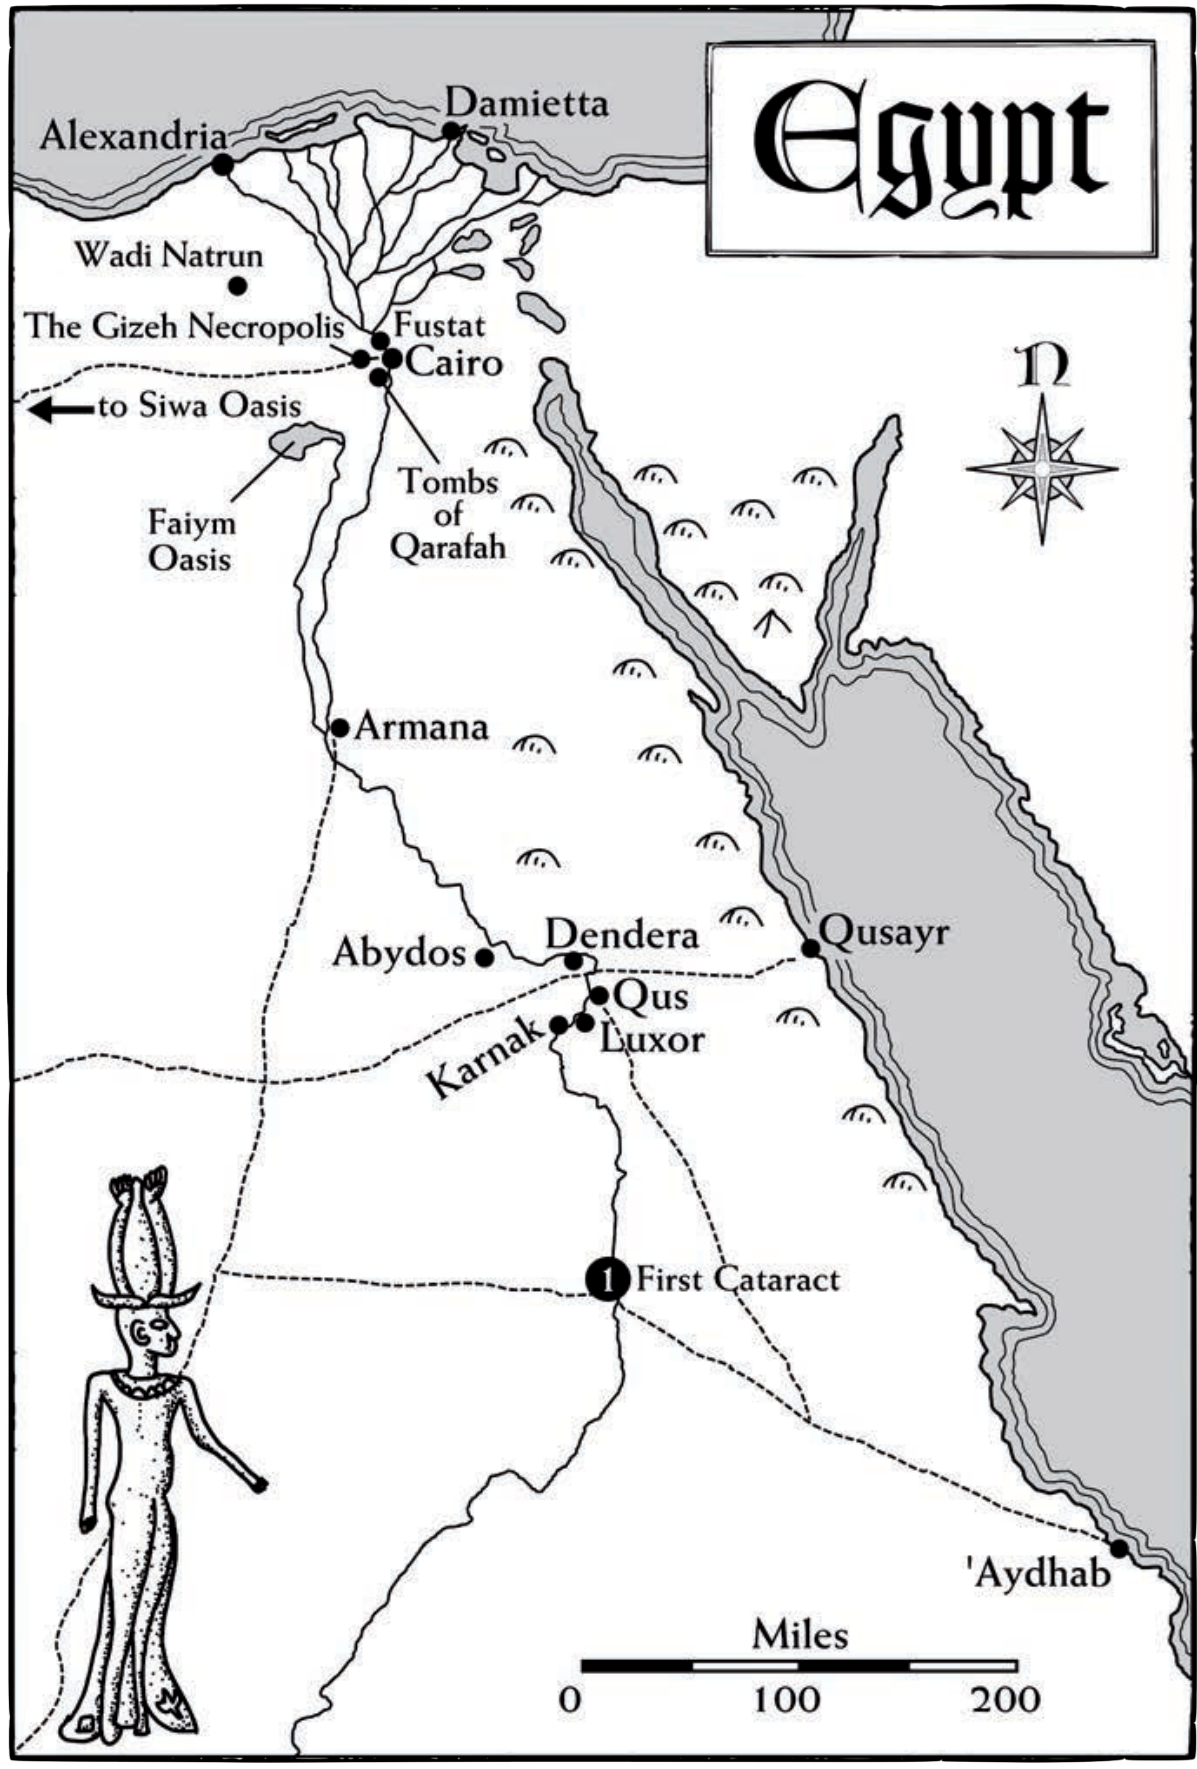 Egypt
Damietta
Alexandria
Wadi Natrun
The Gizeh Necropolis
Fustat
Cairo
N
to Siwa Oasis
Tombs
of
Qarafah
Faiym
Oasis
Armana
Qusayr
Dendera
Abydos
Qus
Luxor
Karnak
1 First Cataract
'Aydhab
Miles
0 100 200